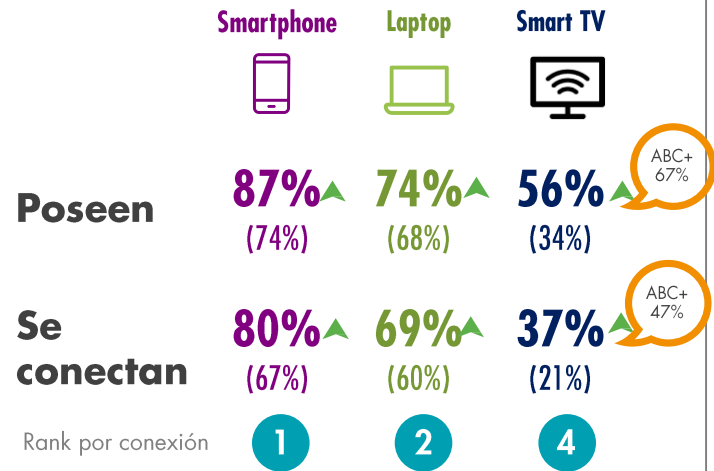 Smartphone Laptop Smart TV
ABC+
67%
Poseen 87% 74% 56%
(74%) (68%) (34%)
ABC+
47%
Se
conectan 80% 69% 37%
(67%) (60%) (21%)
Rank por conexión 1 2 4